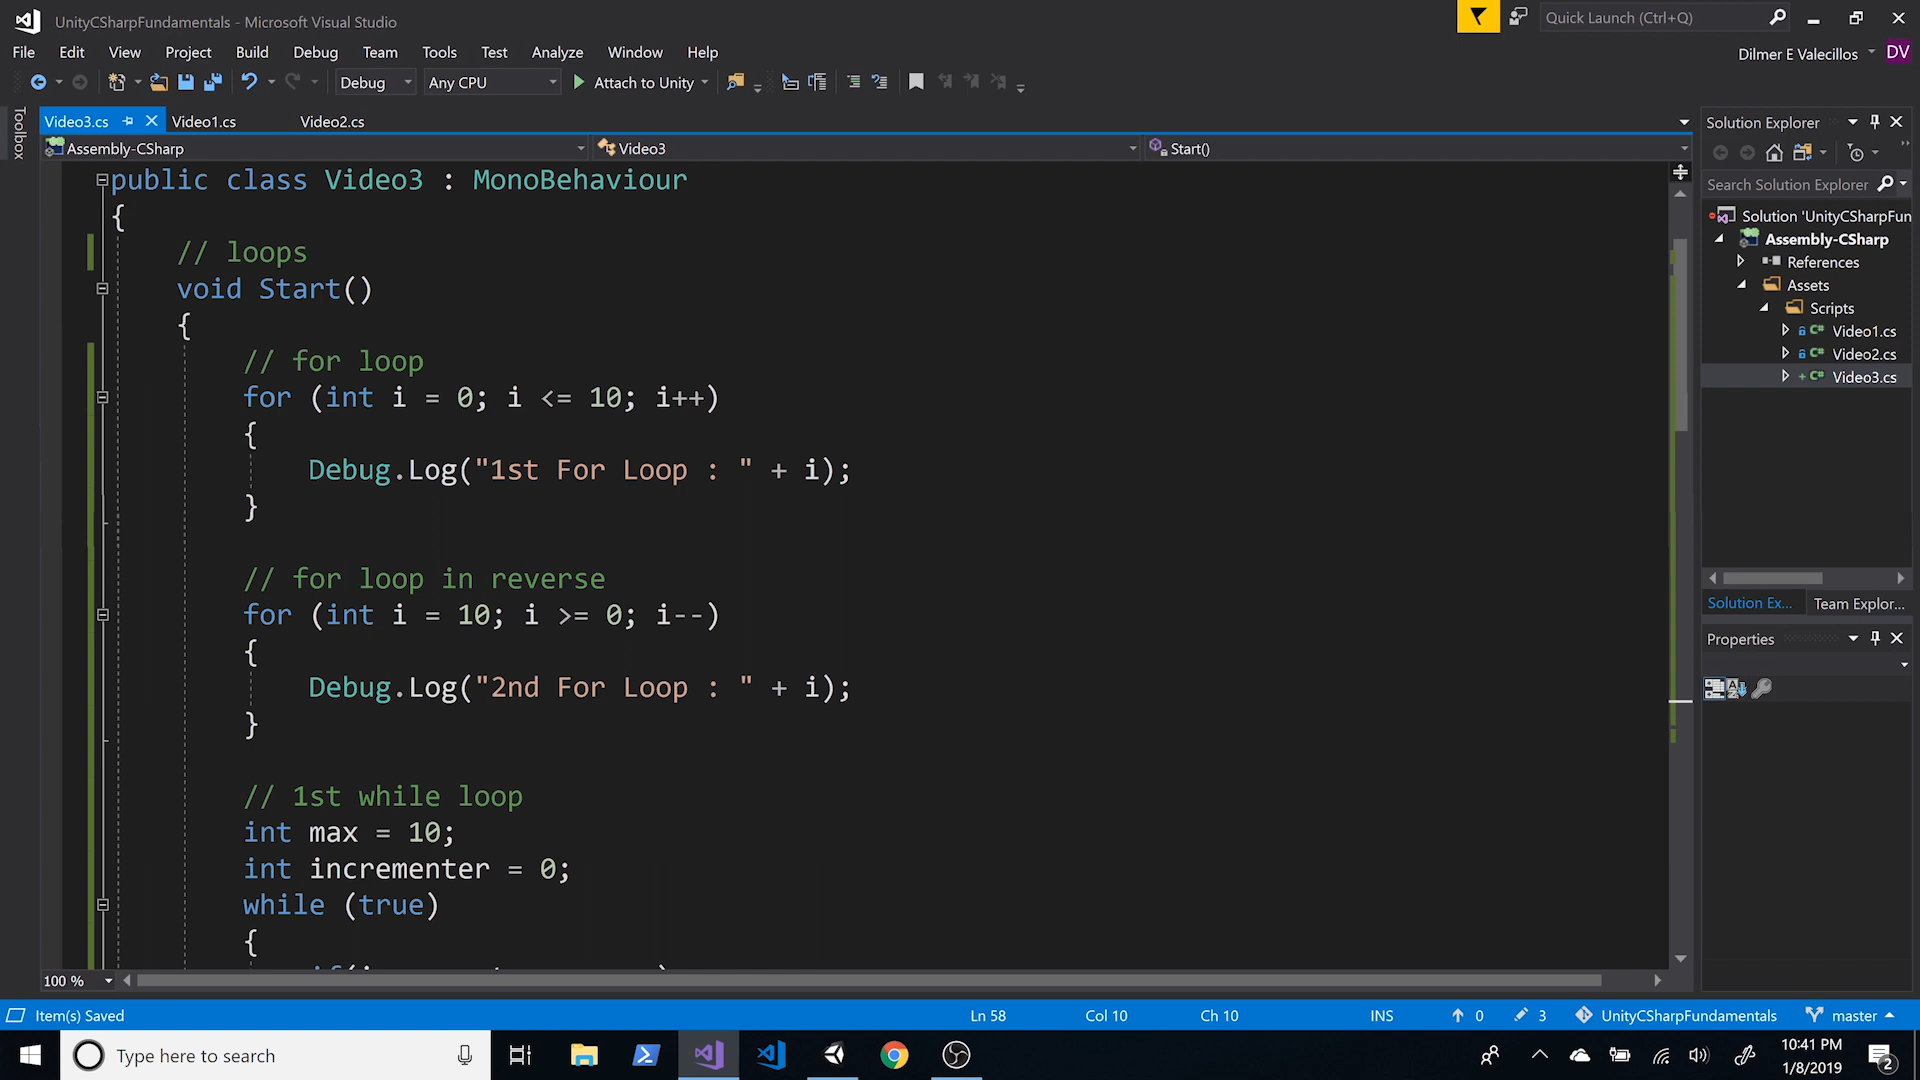 UnityCSharpFundamentals - Microsoft Visual Studio
Quick Launch (Ctrl+Q)
File Edit View Project Build Debug Team Tools Test Analyze Window Help
Dilmer E Valecillos DV
Debug Any CPU Attach to Unity
Toolbox
Video3.cs Video1.cs Video2.cs
Assembly-CSharp Video3 Start()
public class Video3 : MonoBehaviour
{
// loops
void Start()
{
// for loop
for (int i = 0; i <= 10; i++)
{
Debug.Log("1st For Loop : " + i);
}
// for loop in reverse
for (int i = 10; i >= 0; i--)
{
Debug.Log("2nd For Loop : " + i);
}
// 1st while loop
int max = 10;
int incrementer = 0;
while (true)
{
100 %
Solution Explorer
Search Solution Explorer
Solution 'UnityCSharpFun
Assembly-CSharp
References
Assets
Scripts
C# Video1.cs
C# Video2.cs
+ C# Video3.cs
Solution Ex... Team Explor...
Properties
Item(s) Saved Ln 58 Col 10 Ch 10 INS 0 3 UnityCSharpFundamentals master
Type here to search
10:41 PM
1/8/2019
2